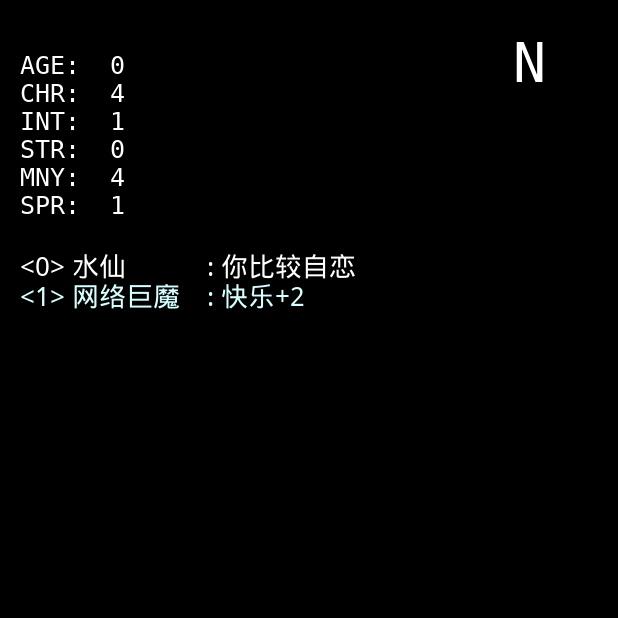 N
AGE: 0
CHR: 4
INT: 1
STR: 0
MNY: 4
SPR: 1
<0> 水仙 : 你比较自恋
<1> 网络巨魔 : 快乐+2